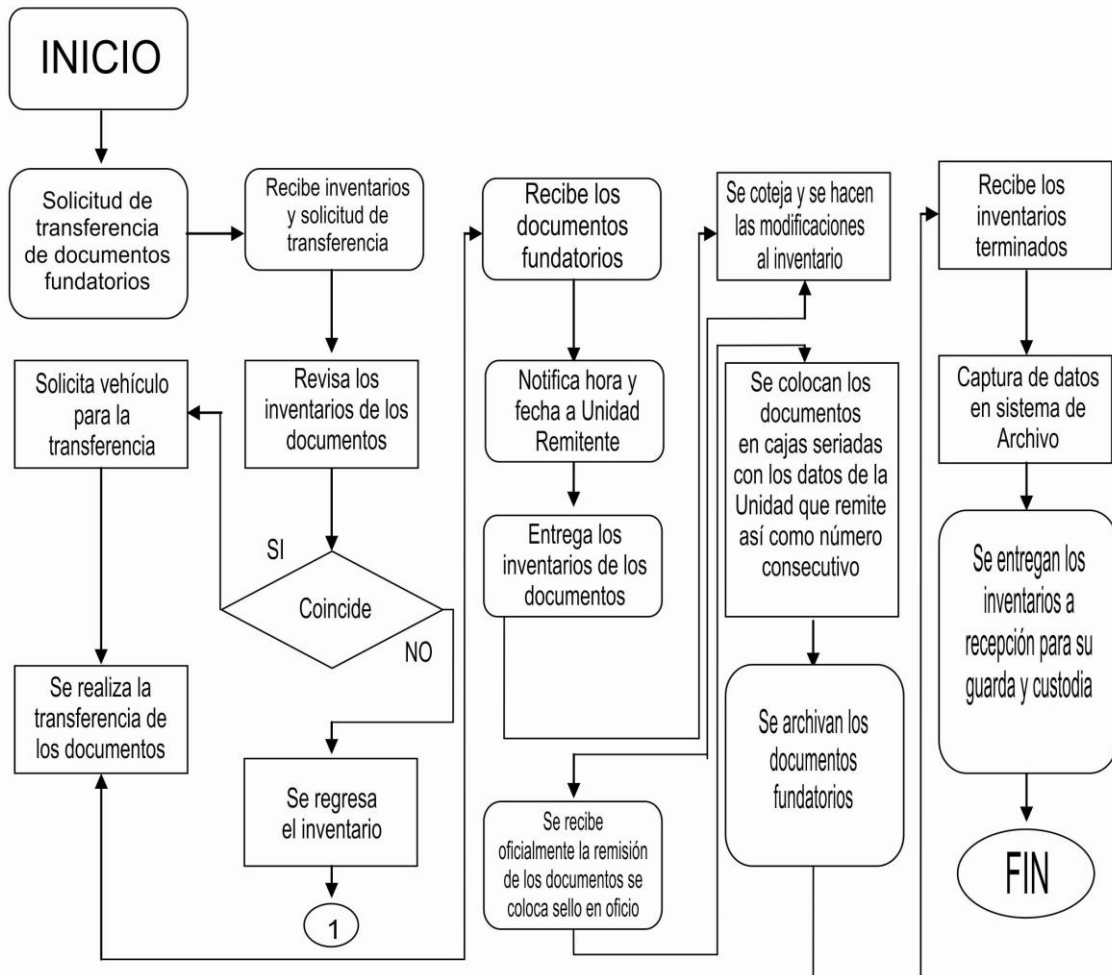 INICIO
Solicitud de
transferencia
de documentos
fundatorios
Recibe inventarios
y solicitud de
transferencia
Revisa los
inventarios de los
documentos
Coincide
SI
NO
Solicita vehículo
para la
transferencia
Se realiza la
transferencia de
los documentos
Se regresa
el inventario
1
Recibe los
documentos
fundatorios
Notifica hora y
fecha a Unidad
Remitente
Entrega los
inventarios de los
documentos
Se coteja y se hacen
las modificaciones
al inventario
Se recibe
oficialmente la remisión
de los documentos se
coloca sello en oficio
Se colocan los
documentos
en cajas seriadas
con los datos de la
Unidad que remite
así como número
consecutivo
Se archivan los
documentos
fundatorios
Recibe los
inventarios
terminados
Captura de datos
en sistema de
Archivo
Se entregan los
inventarios a
recepción para su
guarda y custodia
FIN